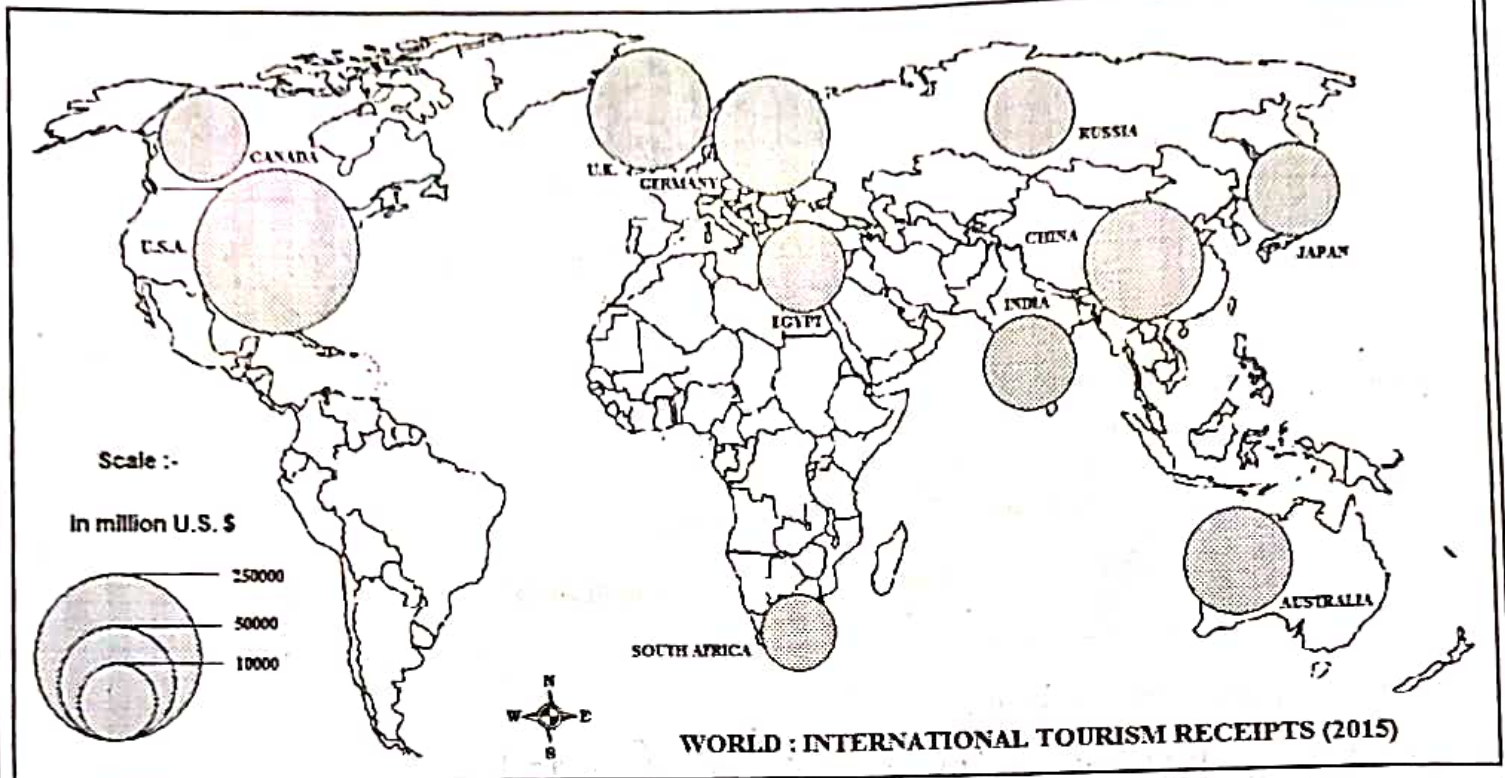 CANADA
U.S.A.
U.K.
GERMANY
RUSSIA
JAPAN
CHINA
INDIA
EGYPT
SOUTH AFRICA
AUSTRALIA
Scale :-
In million U.S. $
250000
50000
10000
N
W E
S
WORLD : INTERNATIONAL TOURISM RECEIPTS (2015)